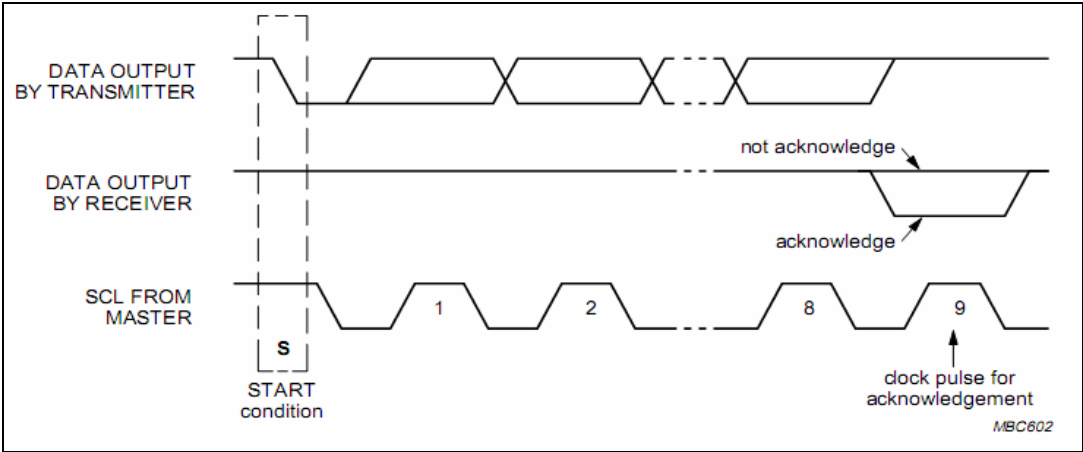 DATA OUTPUT
BY TRANSMITTER
not acknowledge
DATA OUTPUT
BY RECEIVER
acknowledge
SCL FROM
MASTER
1
2
8
9
S
START
condition
clock pulse for
acknowledgement
MBC602